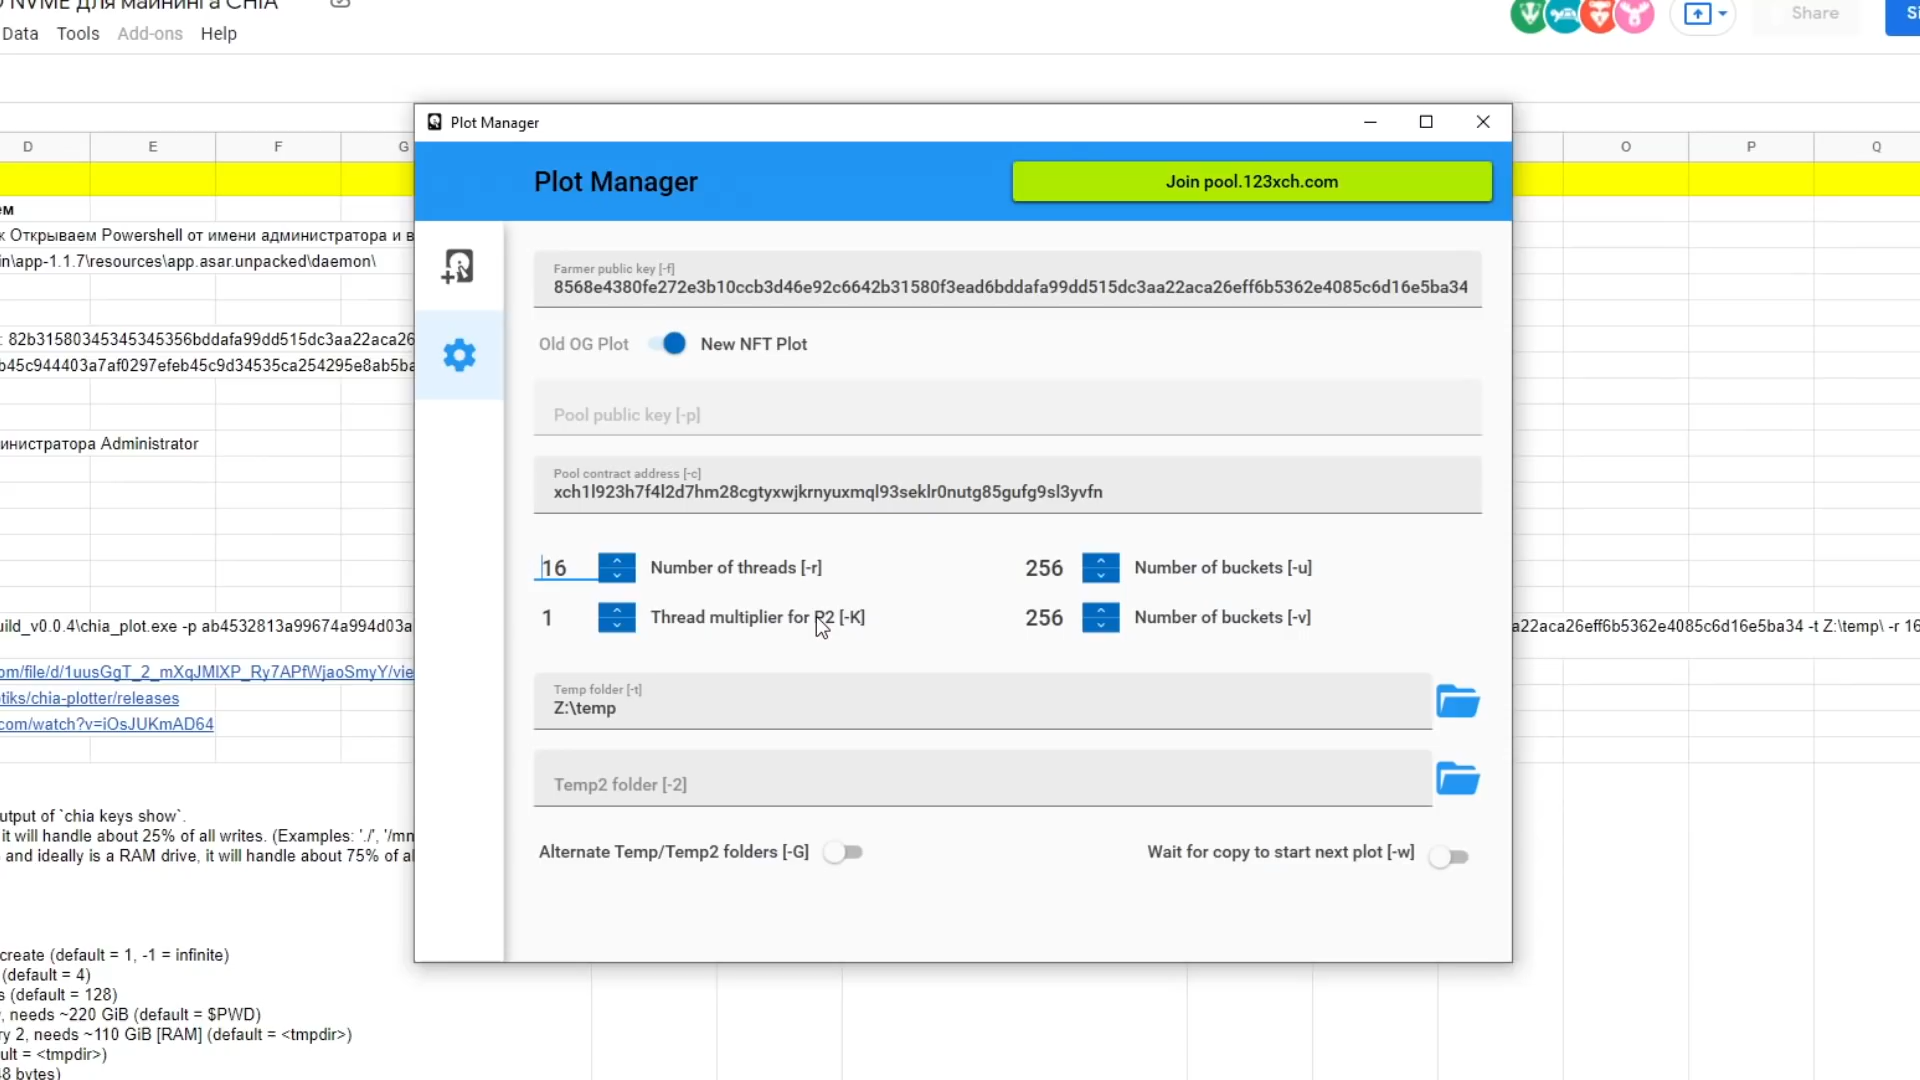 NVME для майнинга CHIA
Data Tools Add-ons Help
Share
D E F G O P Q
Открываем Powershell от имени администратора и в
in\app-1.1.7\resources\app.asar.unpacked\daemon\
: 82b31580345345345356bddafa99dd515dc3aa22aca26
b45c944403a7af0297efeb45c9d34535ca254295e8ab5ba
министратора Administrator
uild_v0.0.4\chia_plot.exe -p ab4532813a99674a994d03a
a22aca26eff6b5362e4085c6d16e5ba34 -t Z:\temp\ -r 16
om/file/d/1uusGgT_2_mXqJMIXP_Ry7APfWjaoSmyY/vie
tiks/chia-plotter/releases
com/watch?v=iOsJUKmAD64
utput of `chia keys show`.
it will handle about 25% of all writes. (Examples: './', '/mn
and ideally is a RAM drive, it will handle about 75% of al
create (default = 1, -1 = infinite)
(default = 4)
s (default = 128)
, needs ~220 GiB (default = $PWD)
ry 2, needs ~110 GiB [RAM] (default = <tmpdir>)
ult = <tmpdir>)
48 bytes)
Plot Manager
Plot Manager
Join pool.123xch.com
Farmer public key [-f]
8568e4380fe272e3b10ccb3d46e92c6642b31580f3ead6bddafa99dd515dc3aa22aca26eff6b5362e4085c6d16e5ba34
Old OG Plot New NFT Plot
Pool public key [-p]
Pool contract address [-c]
xch1l923h7f4l2d7hm28cgtyxwjkrnyuxmql93seklr0nutg85gufg9sl3yvfn
16 Number of threads [-r] 256 Number of buckets [-u]
1 Thread multiplier for P2 [-K] 256 Number of buckets [-v]
Temp folder [-t]
Z:\temp
Temp2 folder [-2]
Alternate Temp/Temp2 folders [-G] Wait for copy to start next plot [-w]